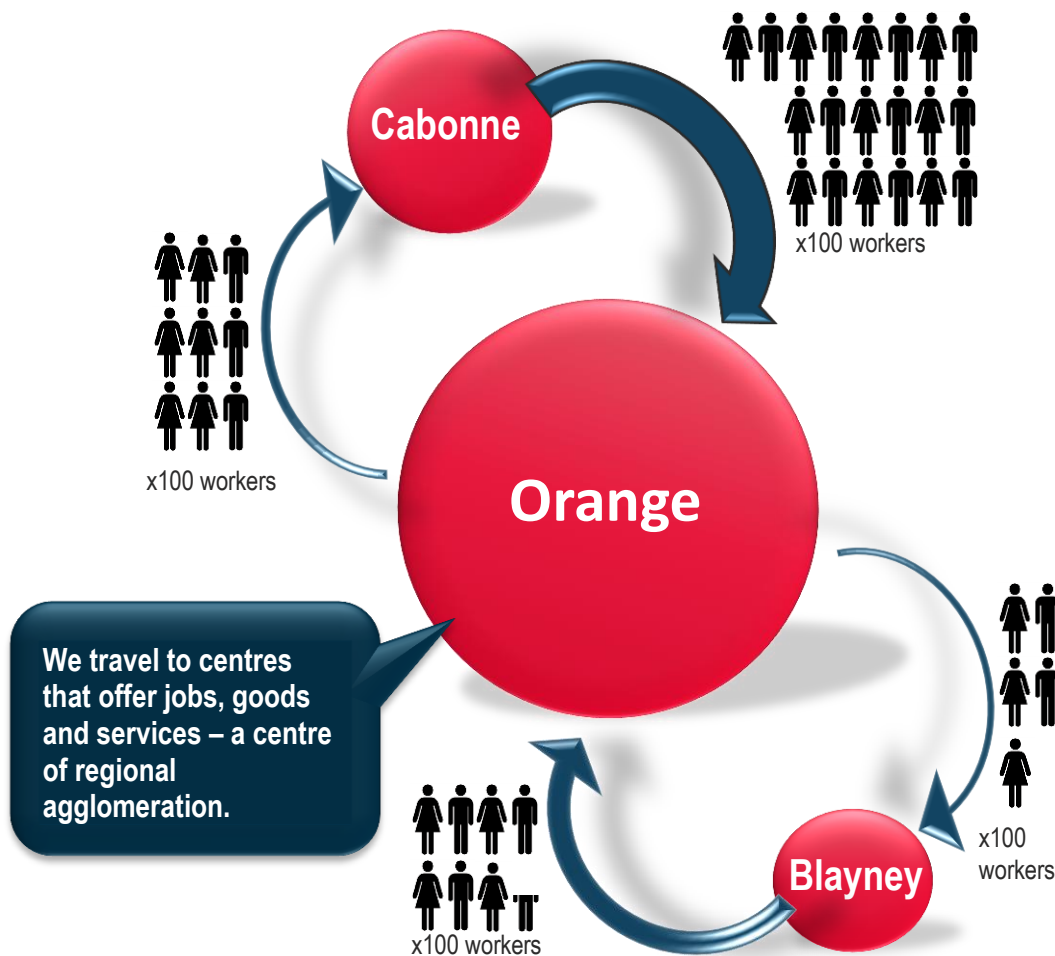 Cabonne
x100 workers
x100 workers
Orange
We travel to centres
that offer jobs, goods
and services – a centre
of regional
agglomeration.
x100
workers
Blayney
x100 workers